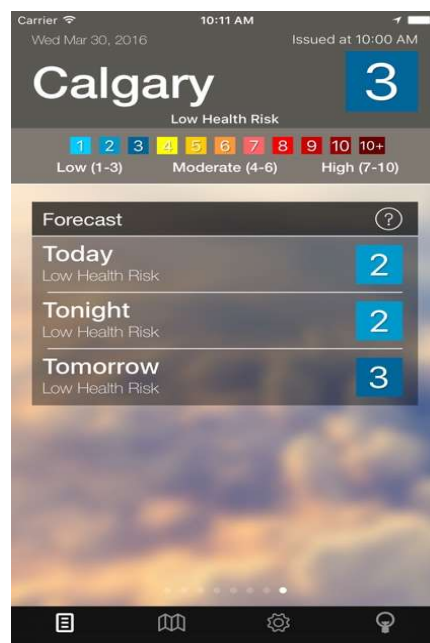 Carrier 10:11 AM
Wed Mar 30, 2016 Issued at 10:00 AM
Calgary 3
Low Health Risk
1 2 3 4 5 6 7 8 9 10 10+
Low (1-3) Moderate (4-6) High (7-10)
Forecast ?
Today 2
Low Health Risk
Tonight 2
Low Health Risk
Tomorrow 3
Low Health Risk